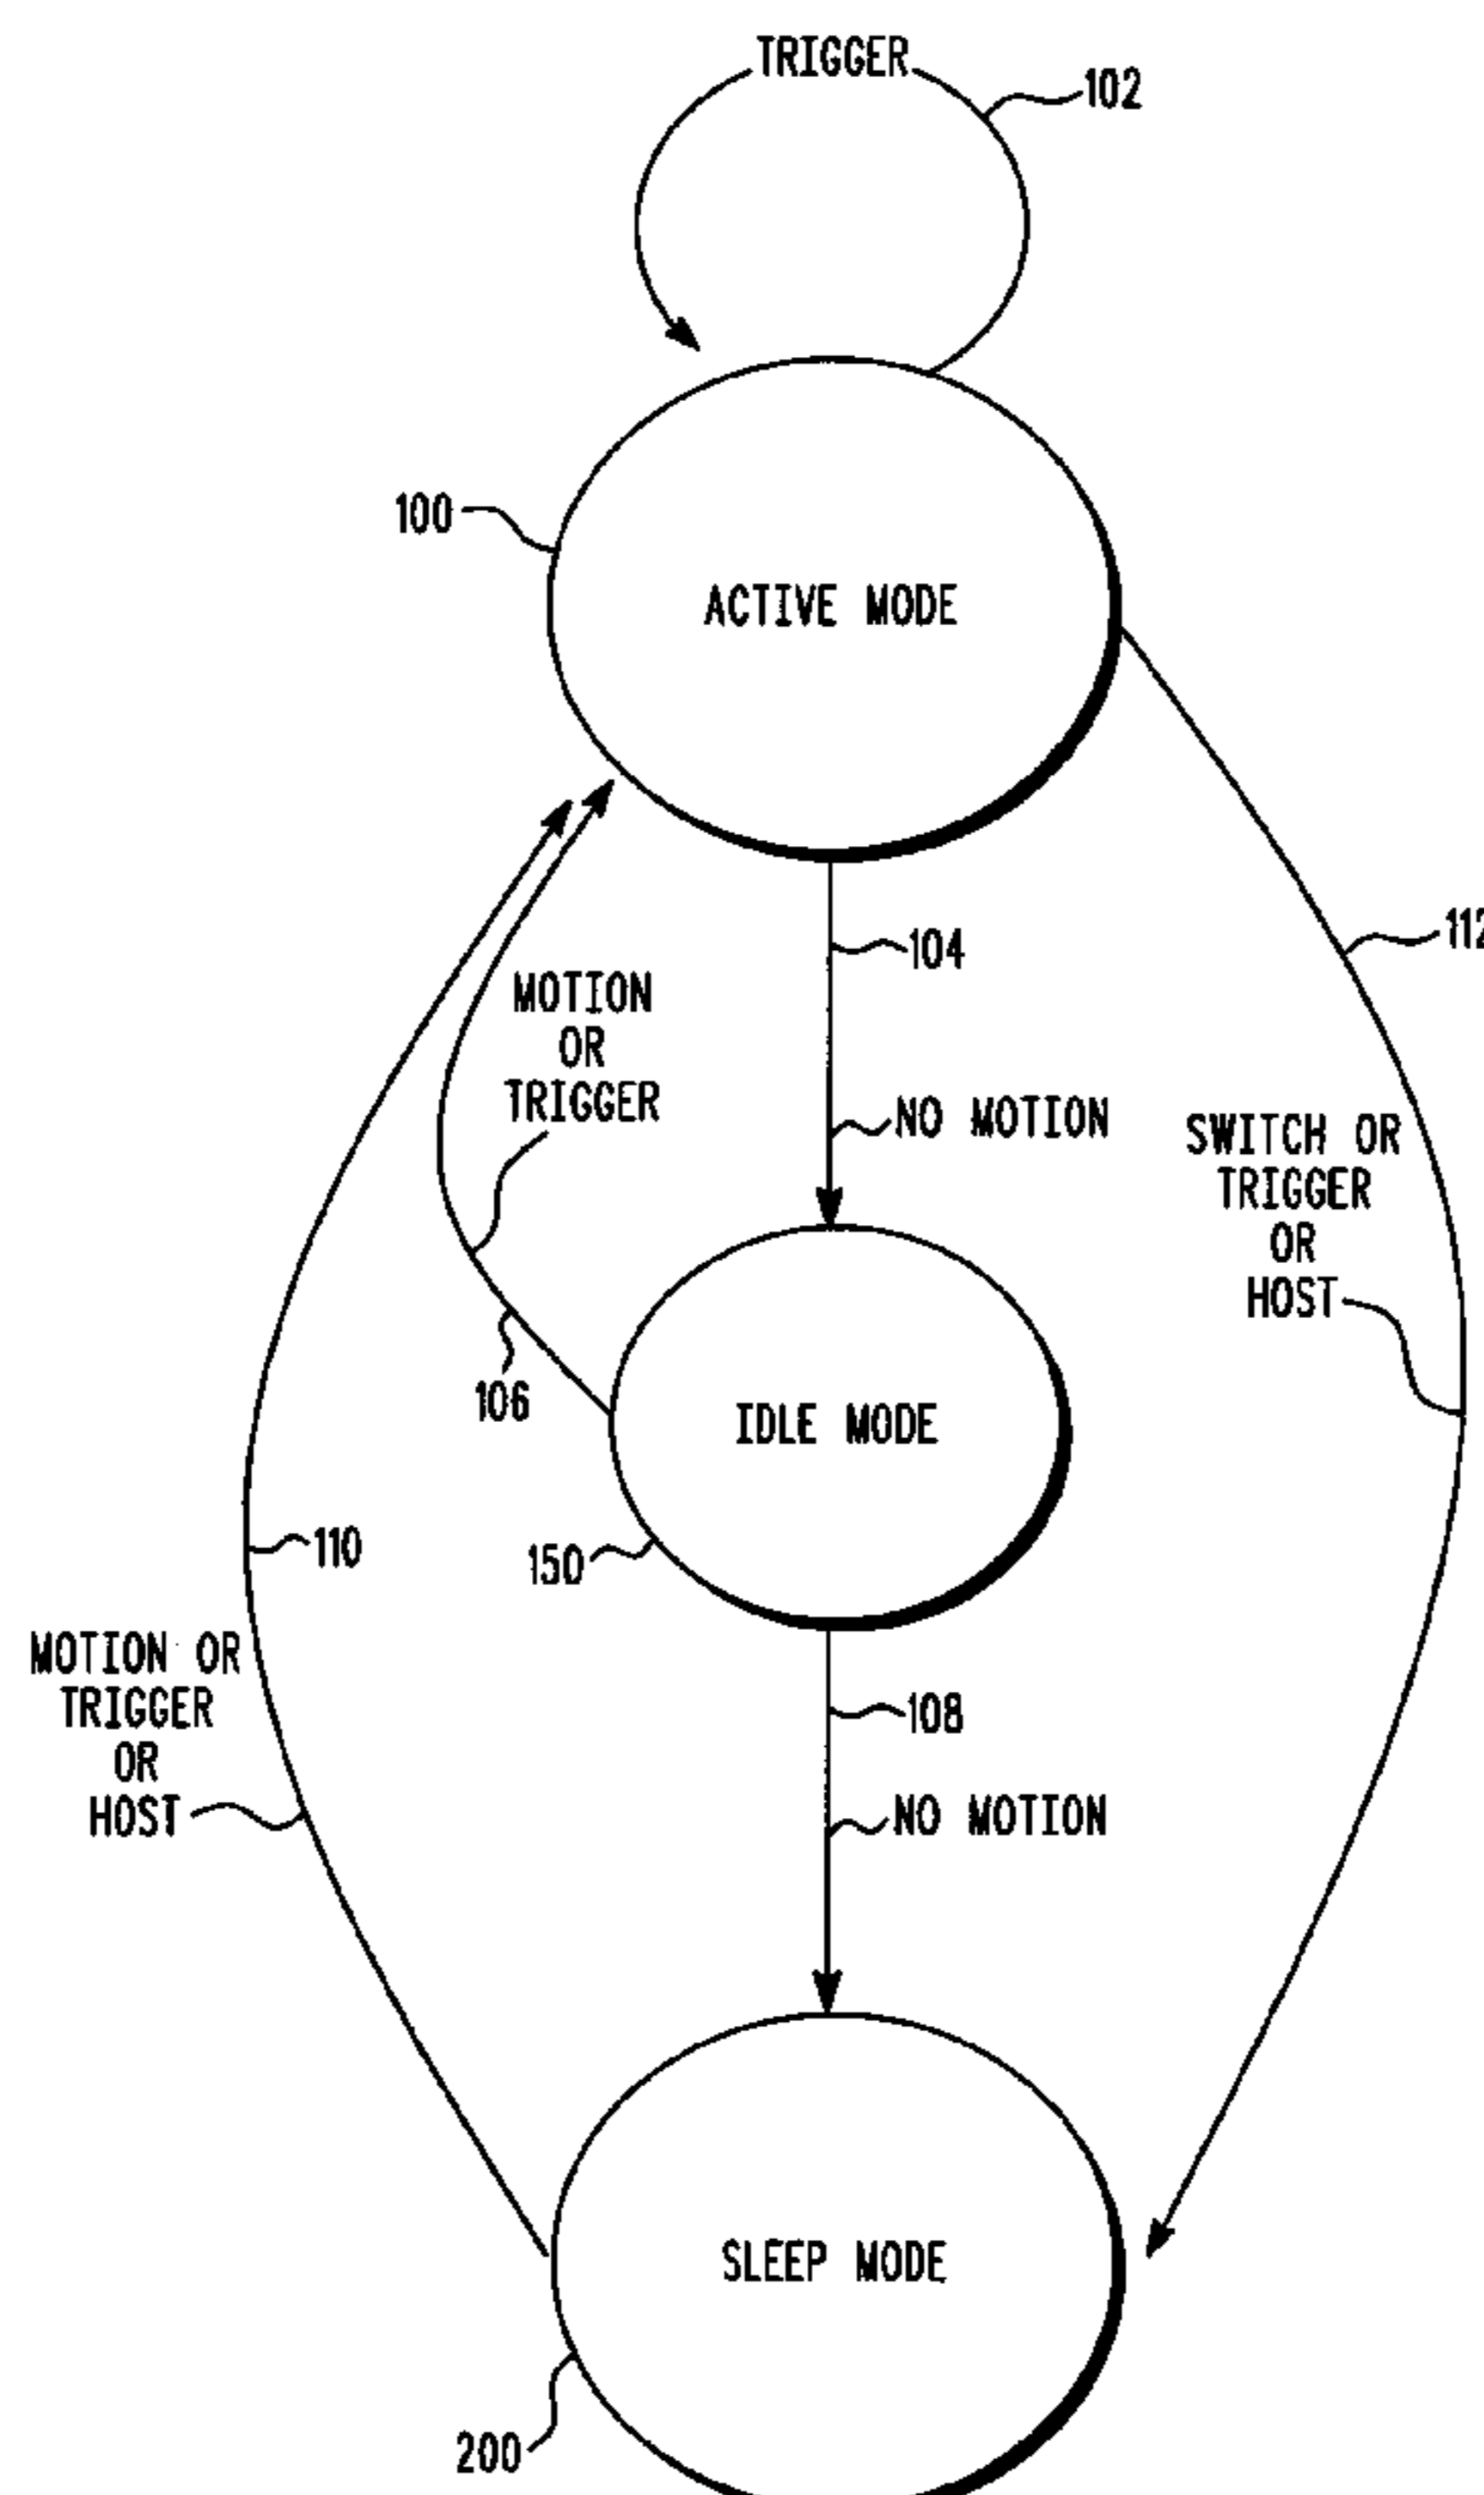 TRIGGER
102
100
ACTIVE MODE
104
112
MOTION
OR
TRIGGER
NO MOTION
SWITCH OR
TRIGGER
OR
HOST
106
IDLE MODE
110
150
MOTION OR
TRIGGER
OR
HOST
108
NO MOTION
SLEEP MODE
200